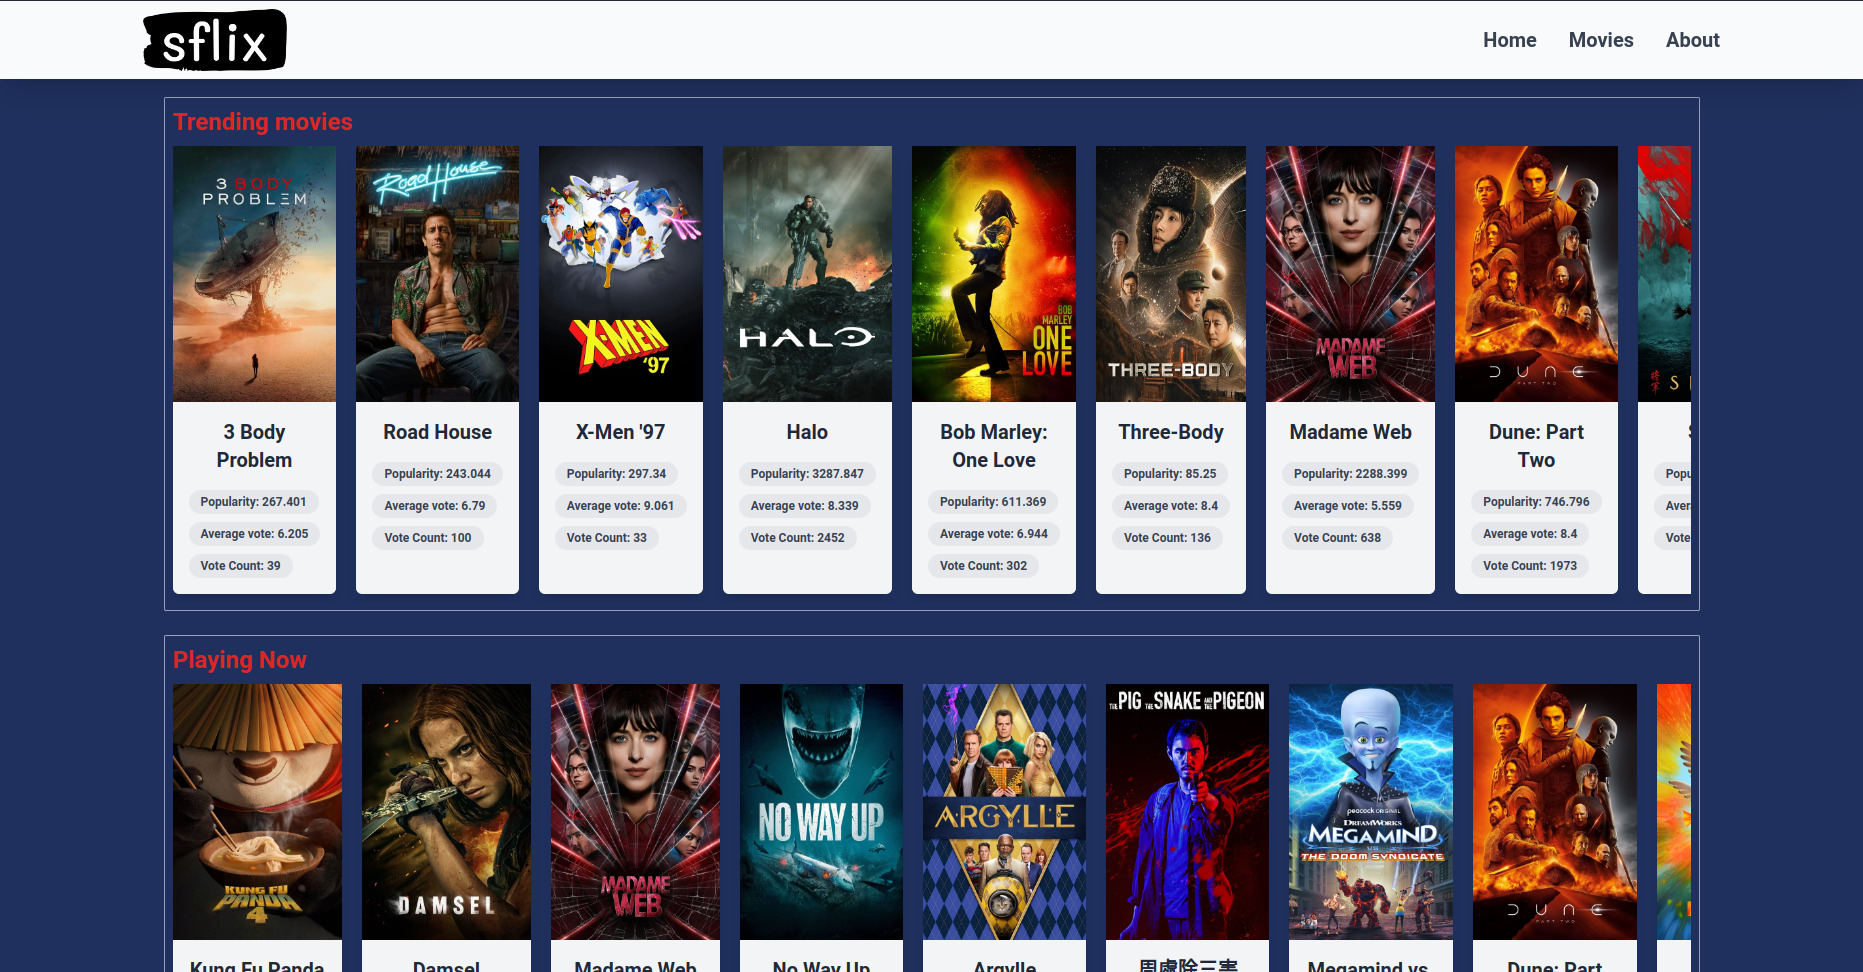 sflix
Home
Movies
About
Trending movies
3 BODY
PROBLEM
Road House
X-MEN
'97
HALO
BOB
MARLEY
ONE
LOVE
THREE-BODY
MADAME
WEB
DUNE
PART TWO
3 Body
Problem
Popularity: 267.401
Average vote: 6.205
Vote Count: 39
Road House
Popularity: 243.044
Average vote: 6.79
Vote Count: 100
X-Men '97
Popularity: 297.34
Average vote: 9.061
Vote Count: 33
Halo
Popularity: 3287.847
Average vote: 8.339
Vote Count: 2452
Bob Marley:
One Love
Popularity: 611.369
Average vote: 6.944
Vote Count: 302
Three-Body
Popularity: 85.25
Average vote: 8.4
Vote Count: 136
Madame Web
Popularity: 2288.399
Average vote: 5.559
Vote Count: 638
Dune: Part
Two
Popularity: 746.796
Average vote: 8.4
Vote Count: 1973
Popu
Aver
Vote
Playing Now
KUNG FU
PANDA
4
DAMSEL
MADAME
WEB
NO WAY UP
ARGYLLE
THE PIG THE SNAKE AND THE PIGEON
peacock ORIGINAL
DREAMWORKS
MEGAMIND
VS
THE DOOM SYNDICATE
DUNE
PART TWO
Kung Fu Panda
Damsel
Madame Web
No Way Up
Argylle
周處除三害
Megamind vs
Dune: Part